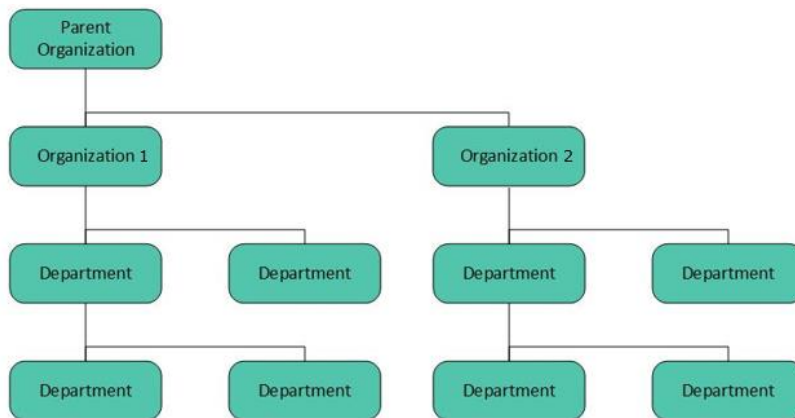 Parent
Organization
Organization 1
Organization 2
Department
Department
Department
Department
Department
Department
Department
Department